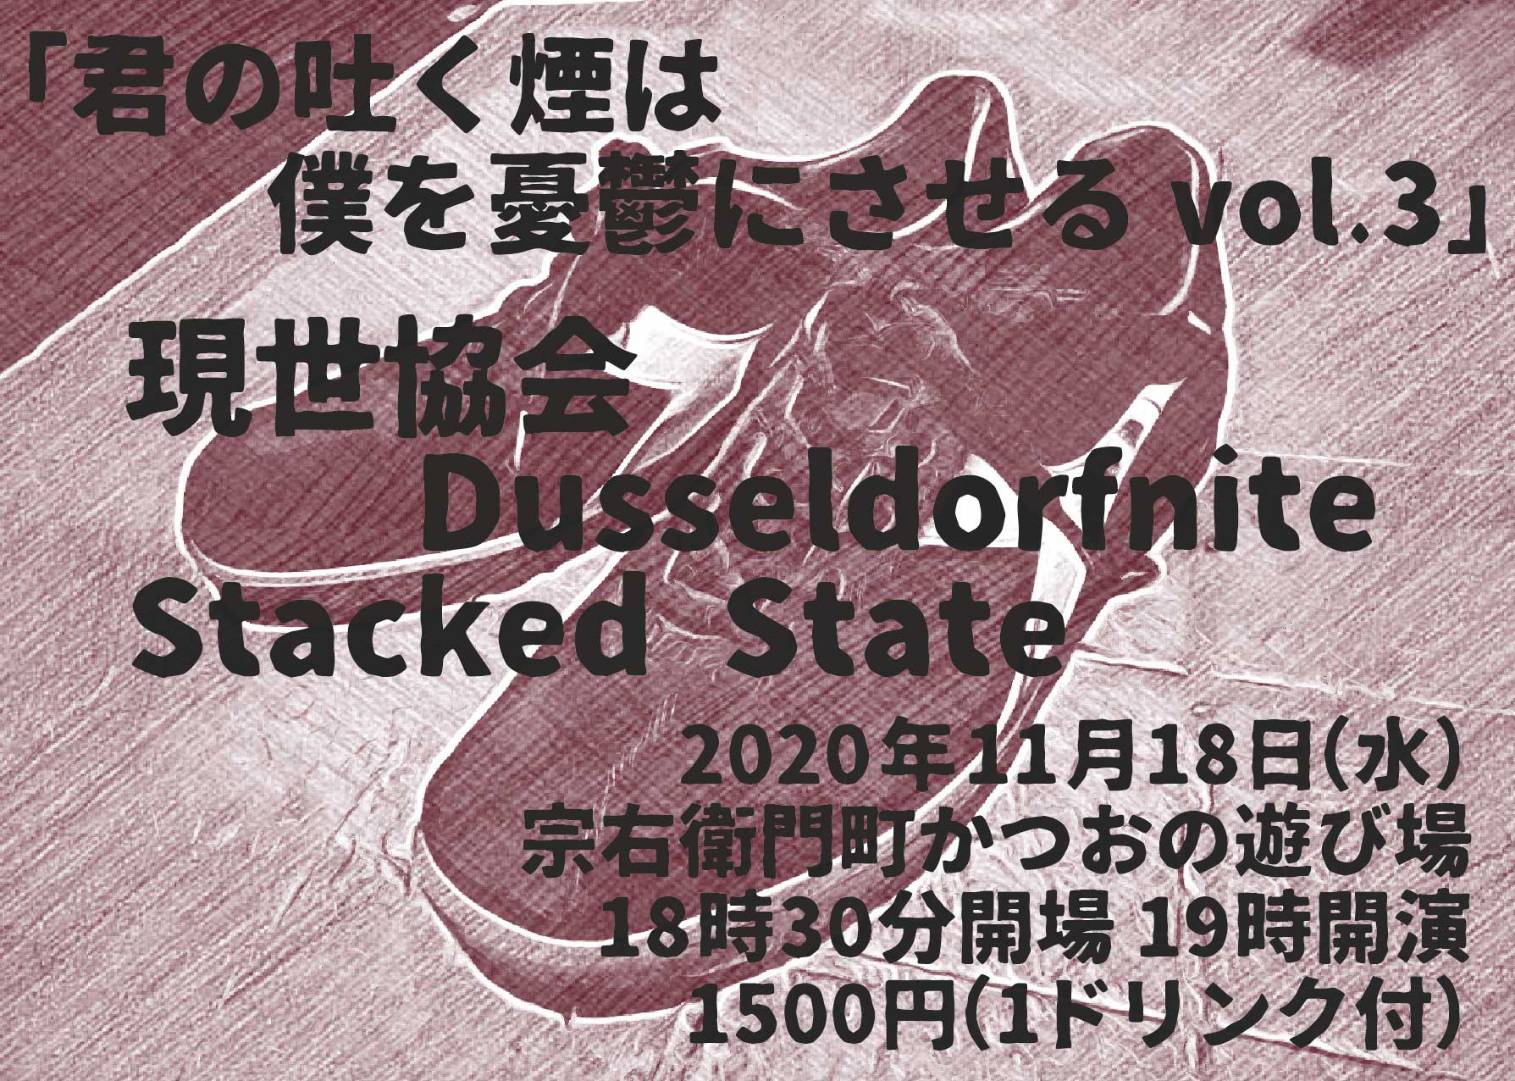 「君の吐く煙は
僕を憂鬱にさせる vol.3」
現世協会
Dusseldorfnite
Stacked State
2020年11月18日(水)
宗右衛門町かつおの遊び場
18時30分開場 19時開演
1500円(1ドリンク付)